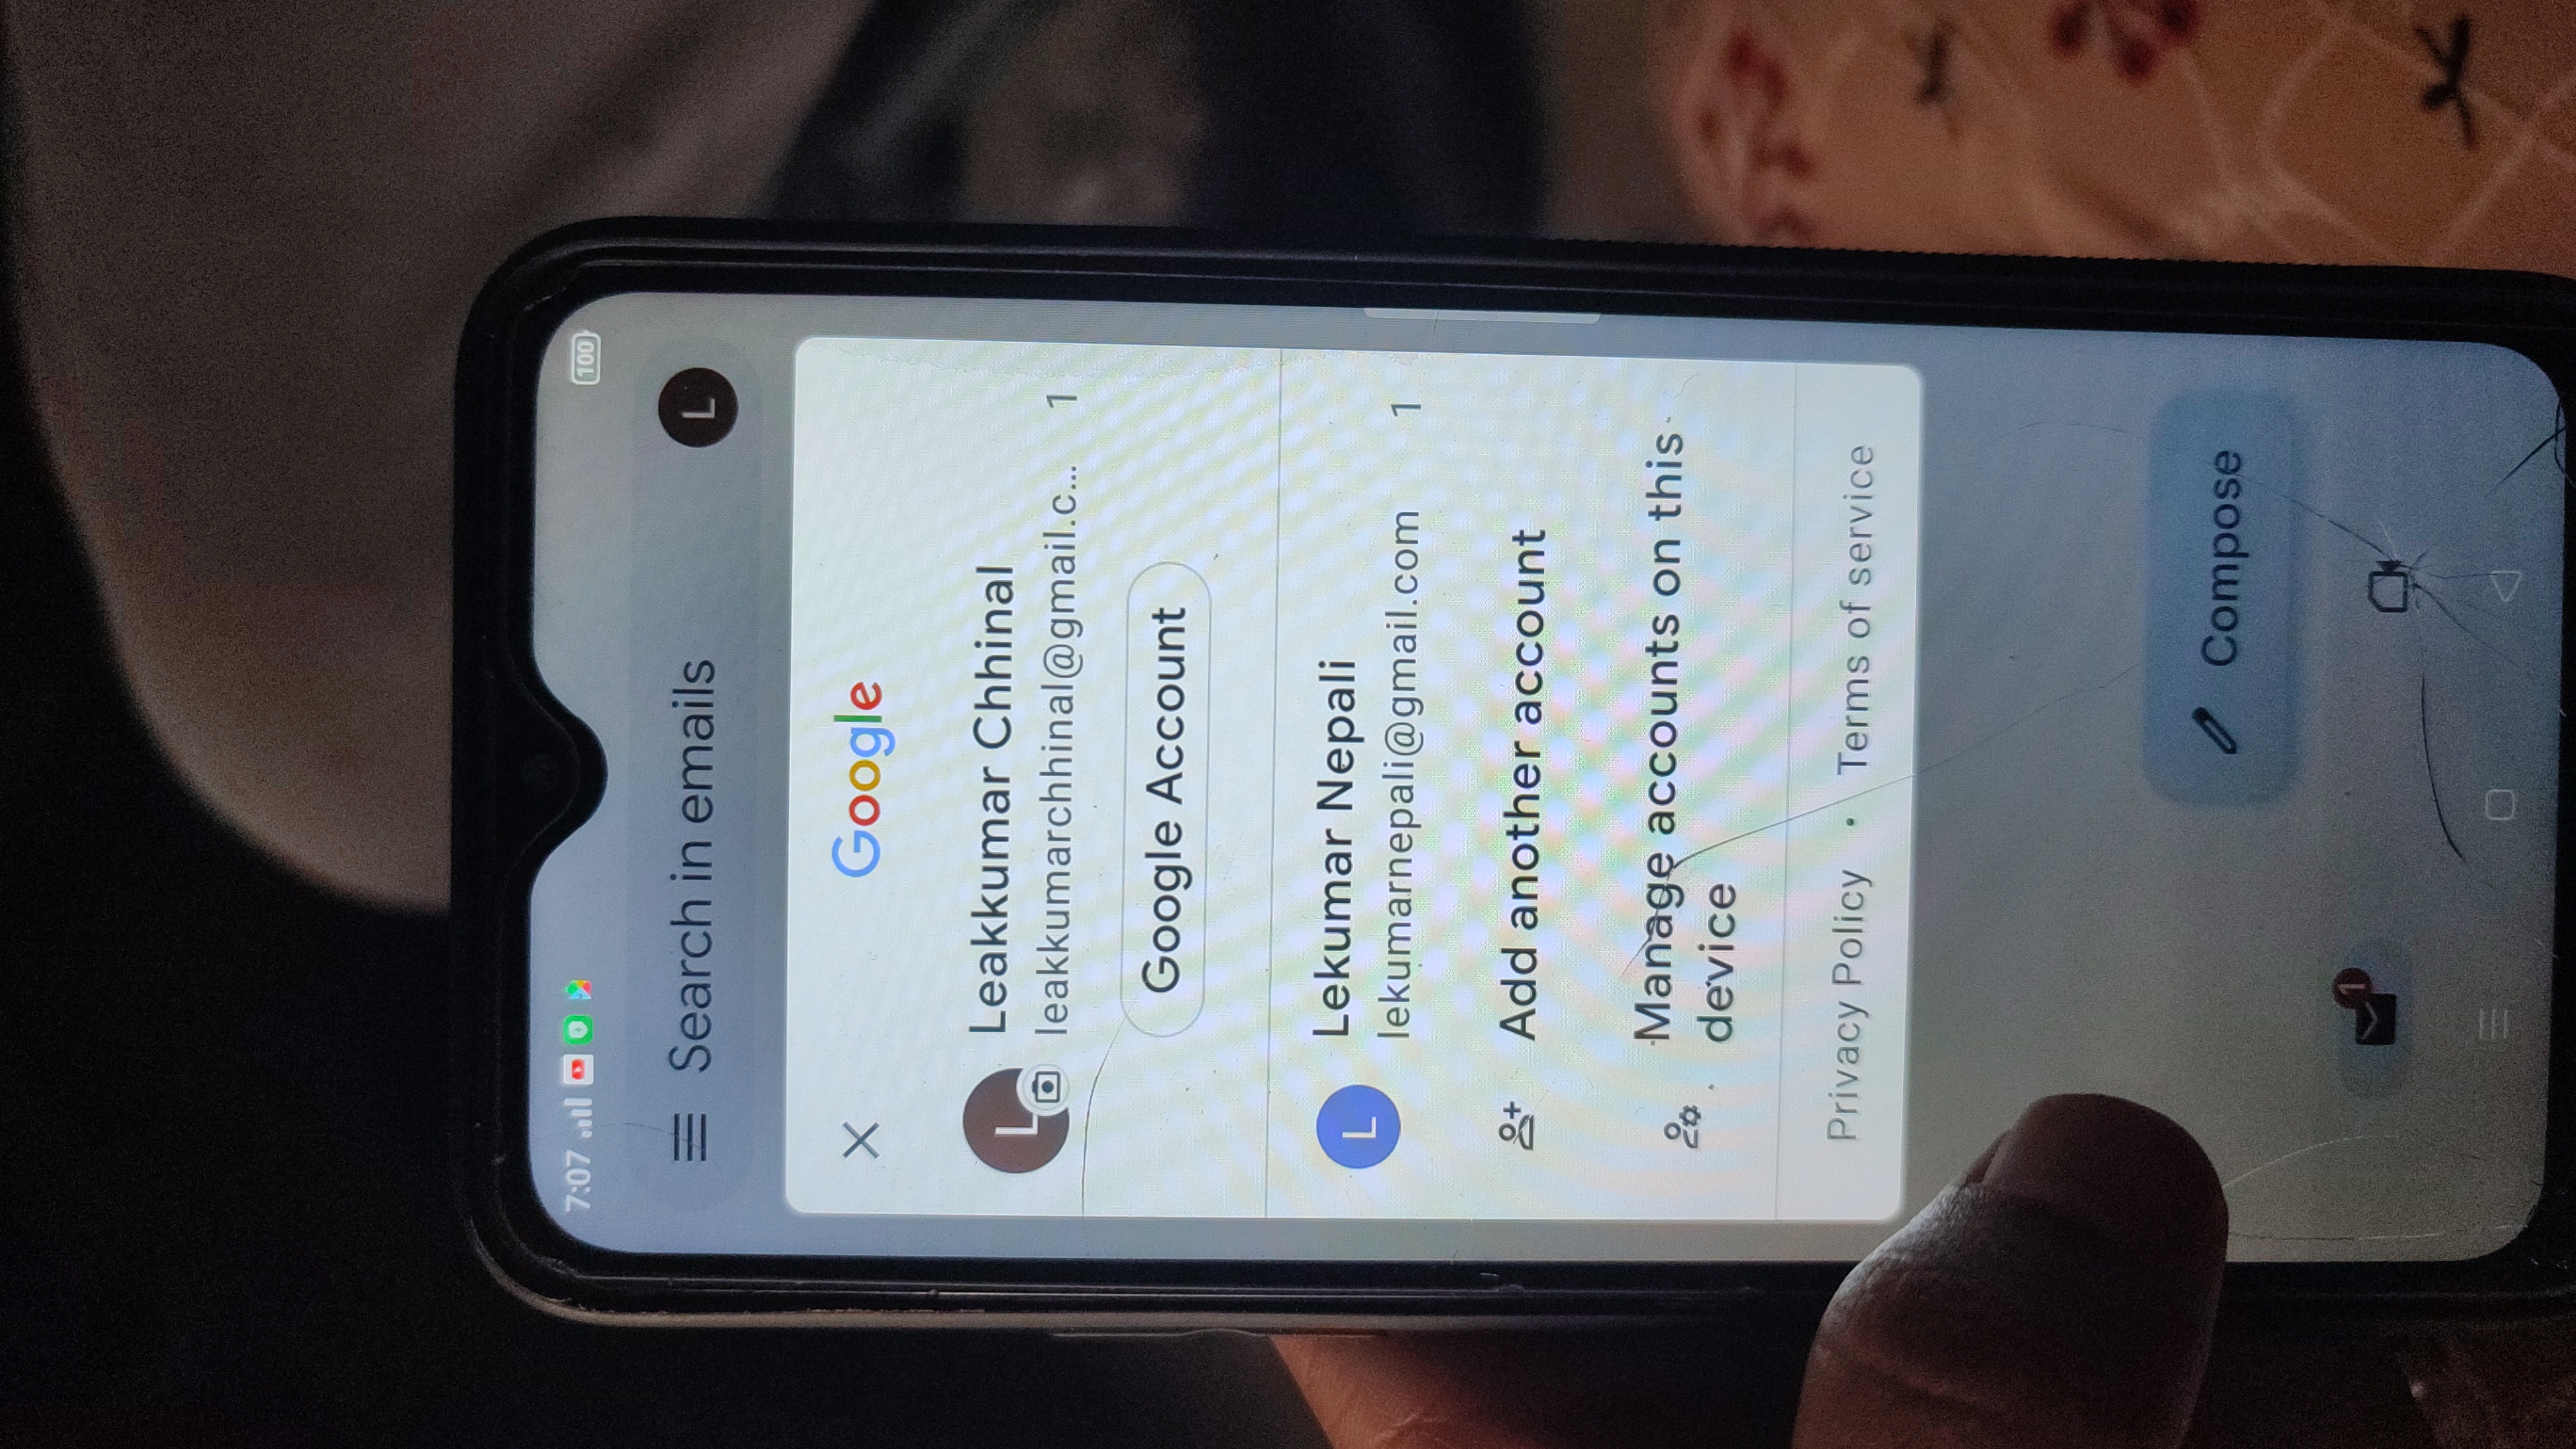 7:07
100
Search in emails
L
Google
L
Leakkumar Chhinal
leakkumarchhinal@gmail.c...
1
Google Account
L
Lekumar Nepali
lekumarnepali@gmail.com
1
Add another account
Manage accounts on this
device
Privacy Policy • Terms of service
Compose
1